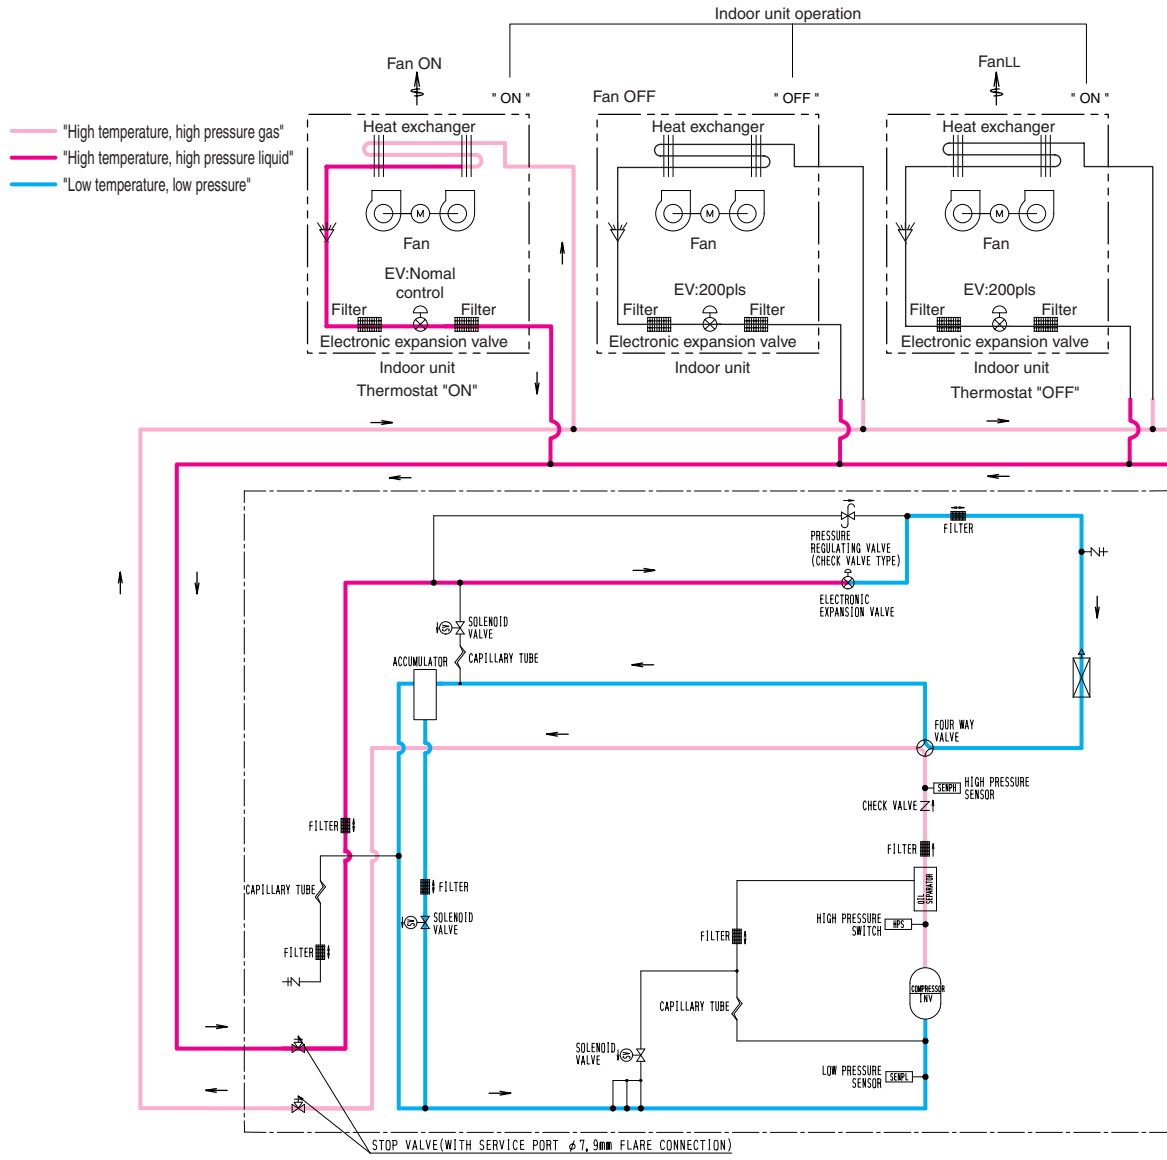 Indoor unit operation
Fan ON
" ON "
Fan OFF
" OFF "
FanLL
" ON "
"High temperature, high pressure gas"
"High temperature, high pressure liquid"
"Low temperature, low pressure"
Heat exchanger
M
Fan
EV:Nomal
control
Filter
Filter
Electronic expansion valve
Indoor unit
Thermostat "ON"
Heat exchanger
M
Fan
EV:200pls
Filter
Filter
Electronic expansion valve
Indoor unit
Heat exchanger
M
Fan
EV:200pls
Filter
Filter
Electronic expansion valve
Indoor unit
Thermostat "OFF"
PRESSURE
REGULATING VALVE
(CHECK VALVE TYPE)
FILTER
ELECTRONIC
EXPANSION VALVE
SV
SOLENOID
VALVE
CAPILLARY TUBE
ACCUMULATOR
FOUR WAY
VALVE
SENPH
HIGH PRESSURE
SENSOR
CHECK VALVE
FILTER
FILTER
OIL
SEPARATOR
CAPILLARY TUBE
FILTER
SV
SOLENOID
VALVE
HIGH PRESSURE
SWITCH
HPS
FILTER
FILTER
COMPRESSOR
INV
CAPILLARY TUBE
SOLENOID
VALVE
SV
LOW PRESSURE
SENSOR
SENPL
STOP VALVE(WITH SERVICE PORT φ7,9mm FLARE CONNECTION)